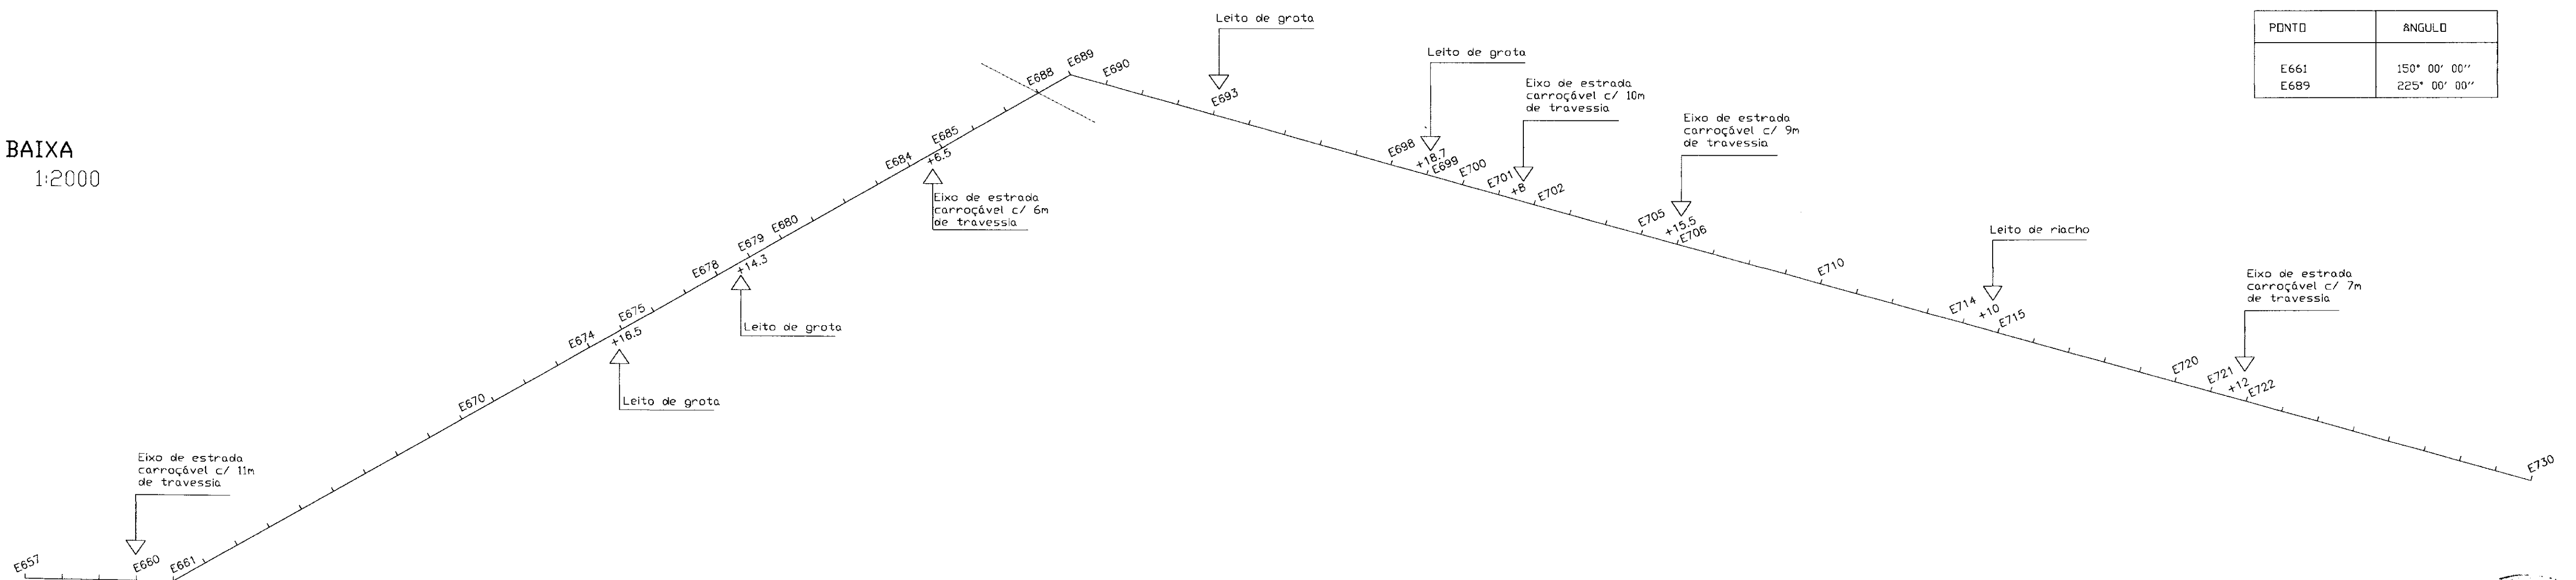 BAIXA
1:2000
E657
Eixo de estrada
carroçável c/ 11m
de travessia
E660
E661
E670
E674
E675
+16.5
Leito de grota
E678
E679
+14.3
Leito de grota
E680
E684
E685
+6.5
Eixo de estrada
carroçável c/ 6m
de travessia
E688
E689
E690
Leito de grota
E693
E698
Leito de grota
+18.7
E699
E700
E701
Eixo de estrada
carroçável c/ 10m
de travessia
+8
E702
E705
Eixo de estrada
carroçável c/ 9m
de travessia
+15.5
E706
E710
E714
Leito de riacho
+10
E715
E720
E721
Eixo de estrada
carroçável c/ 7m
de travessia
+12
E722
E730
PONTO ANGULO
E661 150° 00' 00"
E689 225° 00' 00"